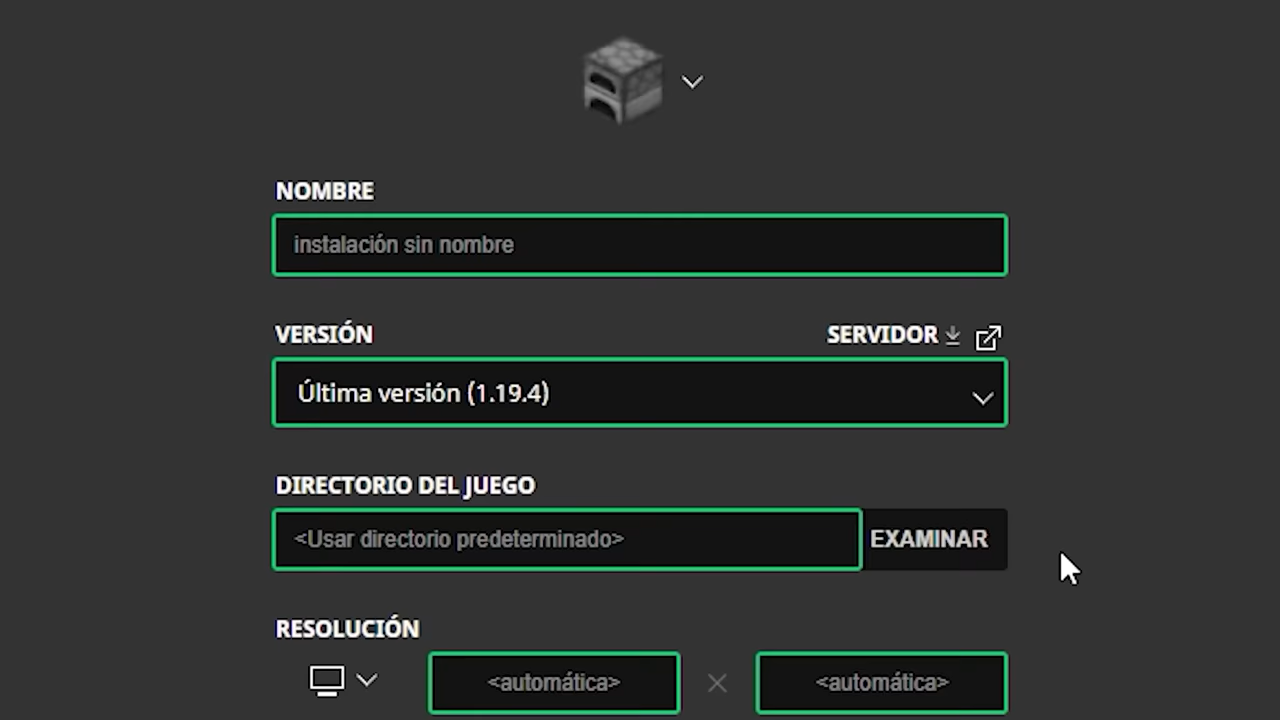 NOMBRE
instalación sin nombre
VERSIÓN SERVIDOR
Última versión (1.19.4)
DIRECTORIO DEL JUEGO
<Usar directorio predeterminado> EXAMINAR
RESOLUCIÓN
<automática> <automática>